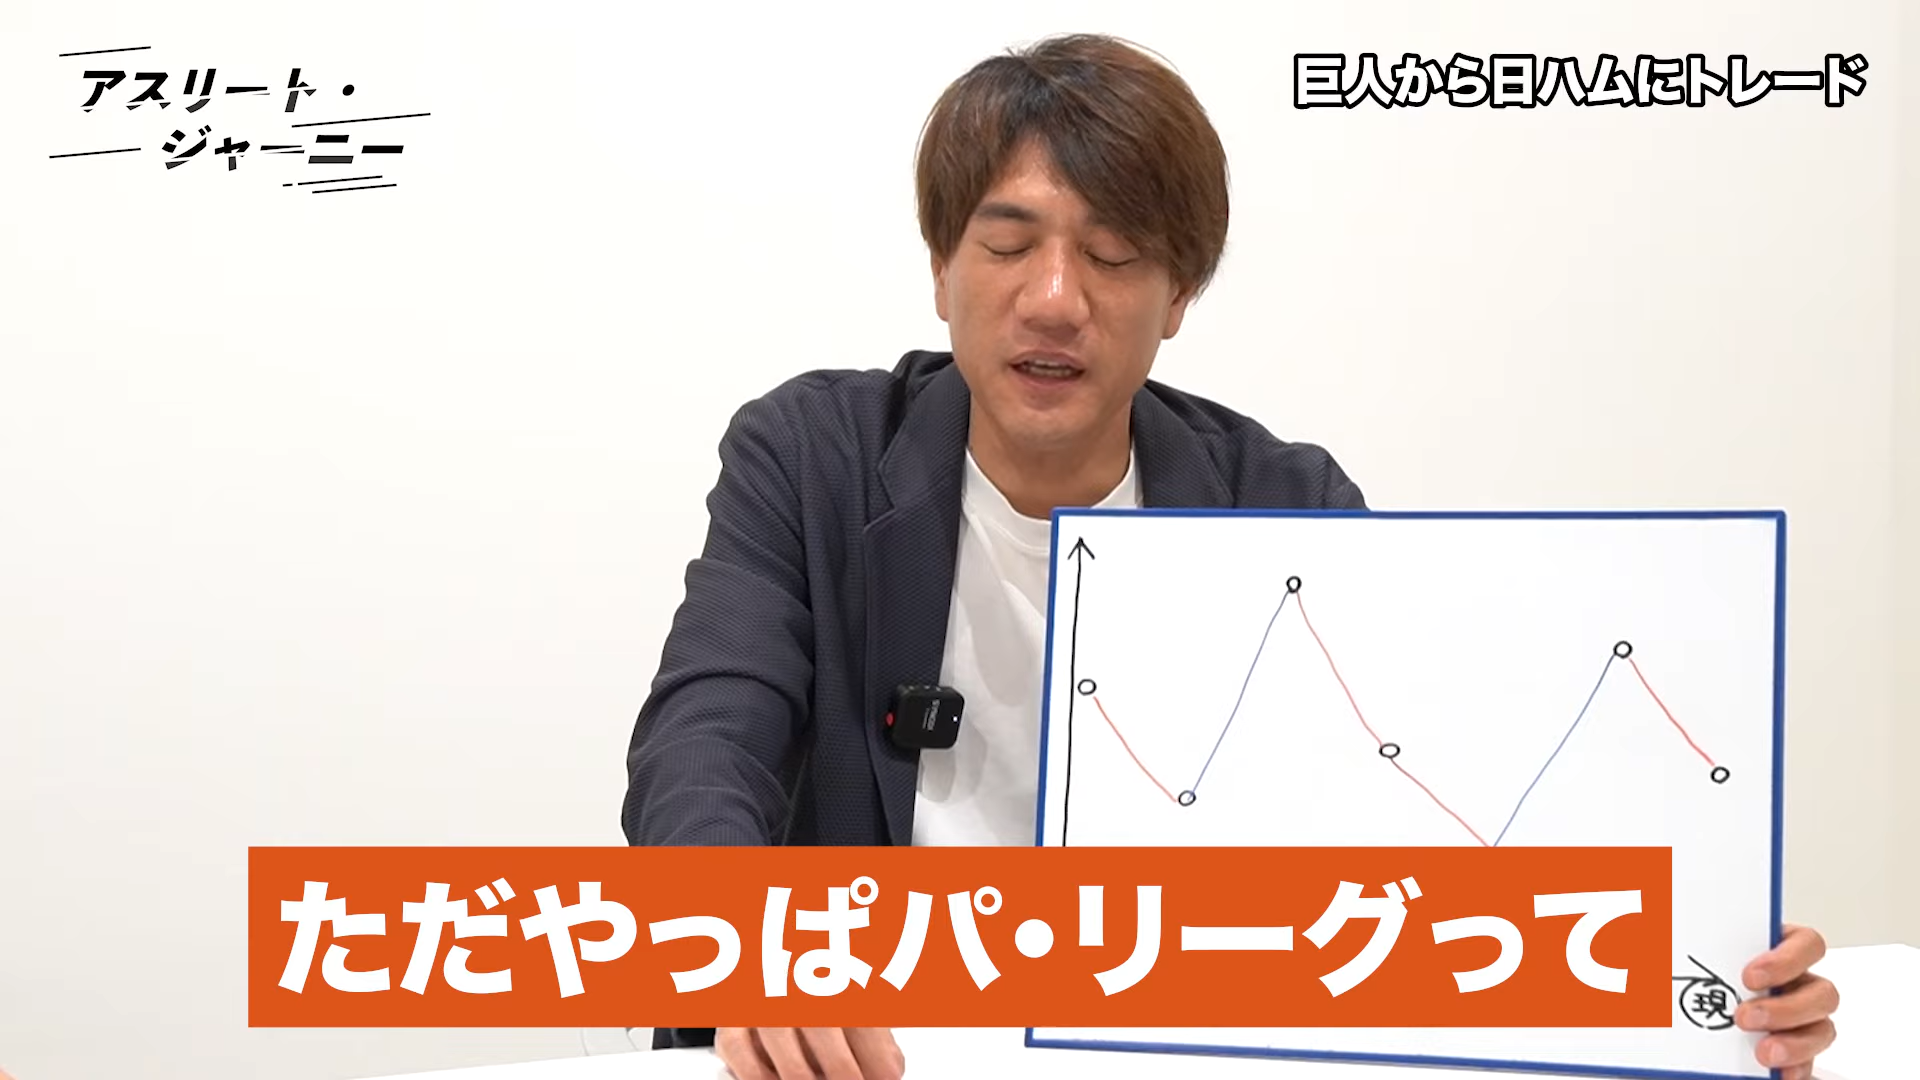 アスリート・
ジャーニー
巨人から日ハムにトレード
ただやっぱパ・リーグって
現